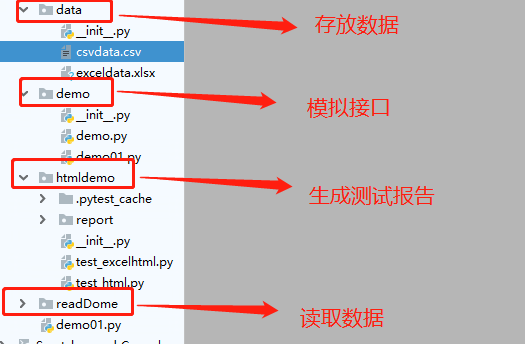 data
存放数据
__init__.py
csvdata.csv
exceldata.xlsx
demo
模拟接口
__init__.py
demo.py
demo01.py
htmldemo
生成测试报告
.pytest_cache
report
__init__.py
test_excelhtml.py
test_html.py
readDome
读取数据
demo01.py